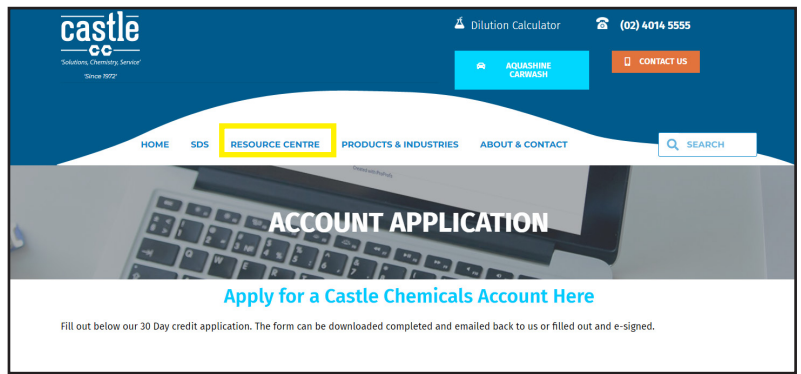 castle
CC
'Solutions, Chemistry, Service'
'Since 1972'
Dilution Calculator
(02) 4014 5555
AQUASHINE
CARWASH
CONTACT US
HOME SDS RESOURCE CENTRE PRODUCTS & INDUSTRIES ABOUT & CONTACT SEARCH
ACCOUNT APPLICATION
Apply for a Castle Chemicals Account Here
Fill out below our 30 Day credit application. The form can be downloaded completed and emailed back to us or filled out and e-signed.